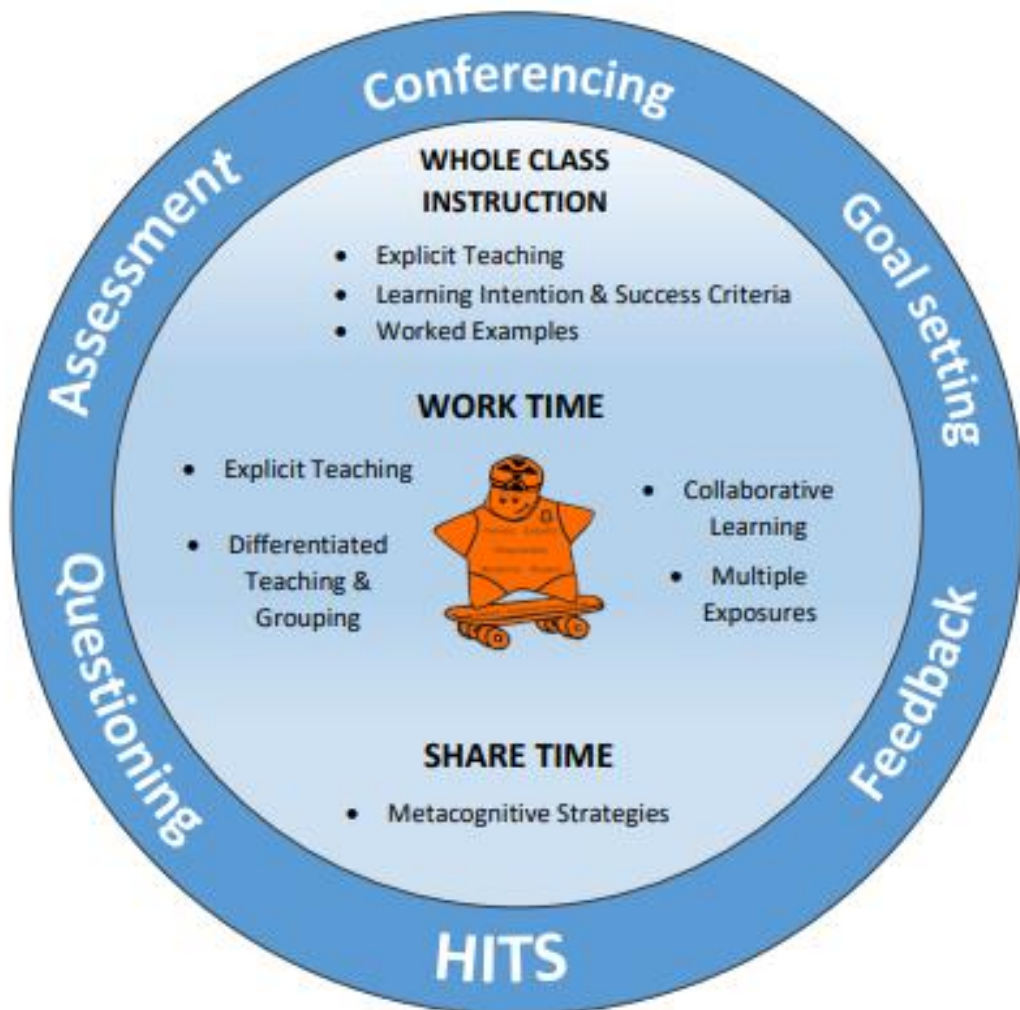 Conferencing
Goal setting
Feedback
HITS
Questioning
Assessment
WHOLE CLASS
INSTRUCTION
• Explicit Teaching
• Learning Intention & Success Criteria
• Worked Examples
WORK TIME
• Explicit Teaching
• Differentiated
Teaching &
Grouping
• Collaborative
Learning
• Multiple
Exposures
SHARE TIME
• Metacognitive Strategies